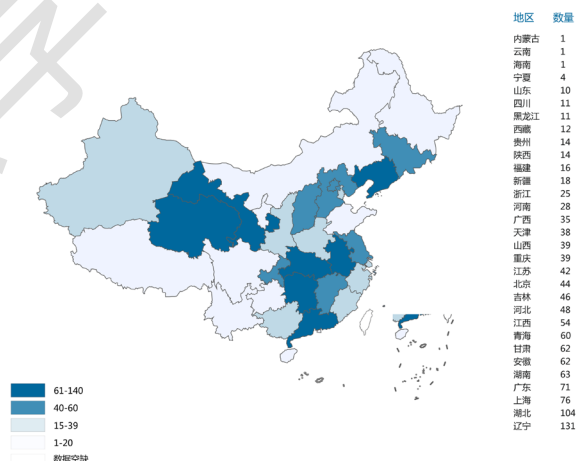 地区 数量
内蒙古 1
云南 1
海南 1
宁夏 4
山东 10
四川 11
黑龙江 11
西藏 12
贵州 14
陕西 14
福建 16
新疆 18
浙江 25
河南 28
广西 35
天津 38
山西 39
重庆 39
江苏 42
北京 44
吉林 46
河北 48
江西 54
青海 60
甘肃 62
安徽 62
湖南 63
广东 71
上海 76
湖北 104
辽宁 131
61-140
40-60
15-39
1-20
数据空缺